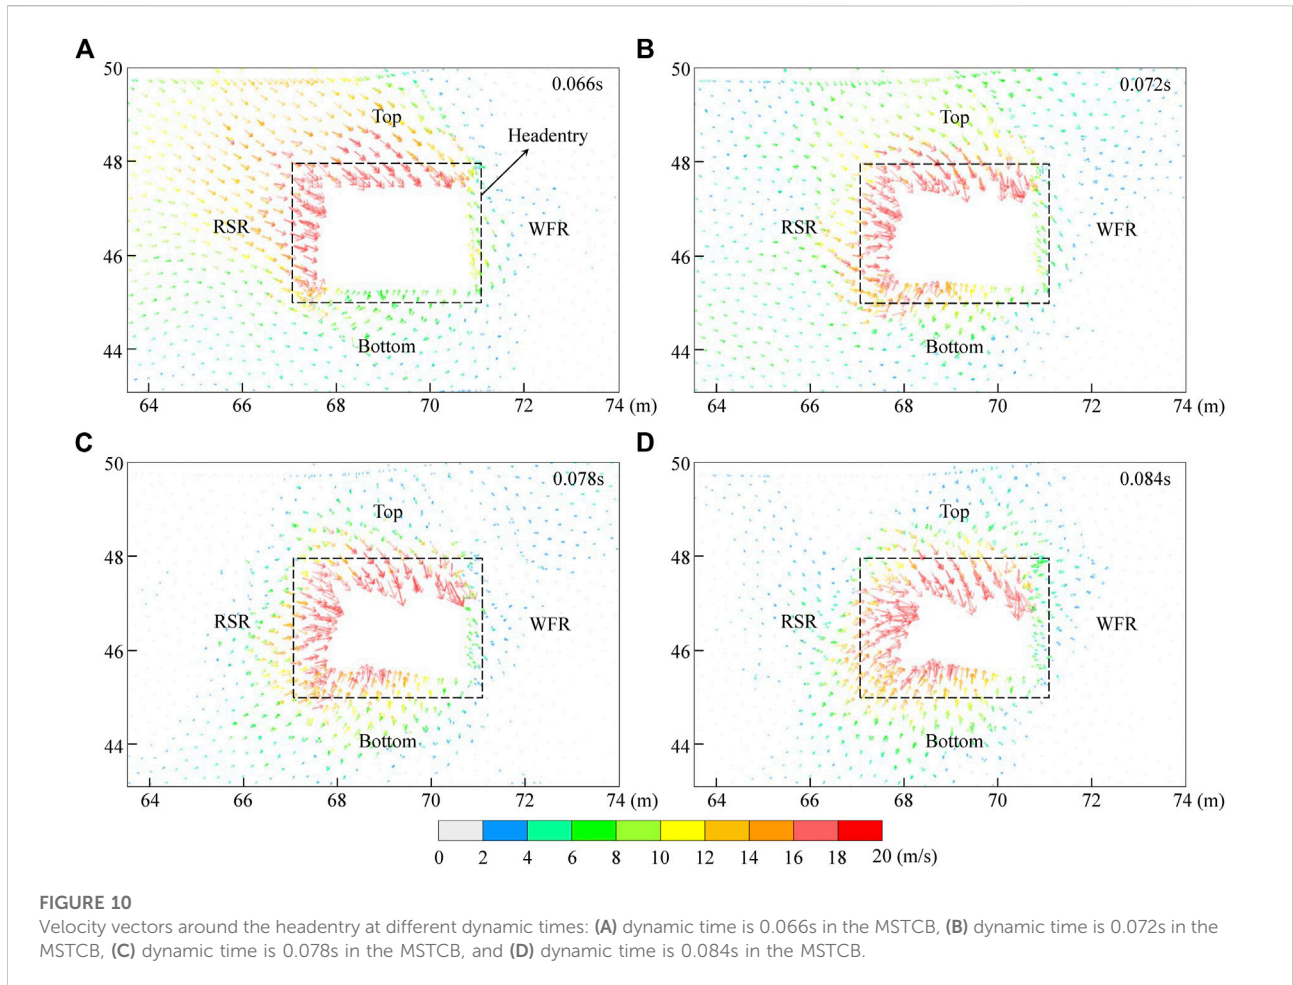 A
50
48
46
44
64 66 68 70 72 74 (m)
0.066s
Top
Headentry
RSR
WFR
Bottom
B
50
48
46
44
64 66 68 70 72 74 (m)
0.072s
Top
RSR
WFR
Bottom
C
50
48
46
44
64 66 68 70 72 74 (m)
0.078s
Top
RSR
WFR
Bottom
D
50
48
46
44
64 66 68 70 72 74 (m)
0.084s
Top
RSR
WFR
Bottom
0 2 4 6 8 10 12 14 16 18 20 (m/s)
FIGURE 10
Velocity vectors around the headentry at different dynamic times: (A) dynamic time is 0.066s in the MSTCB, (B) dynamic time is 0.072s in the
MSTCB, (C) dynamic time is 0.078s in the MSTCB, and (D) dynamic time is 0.084s in the MSTCB.